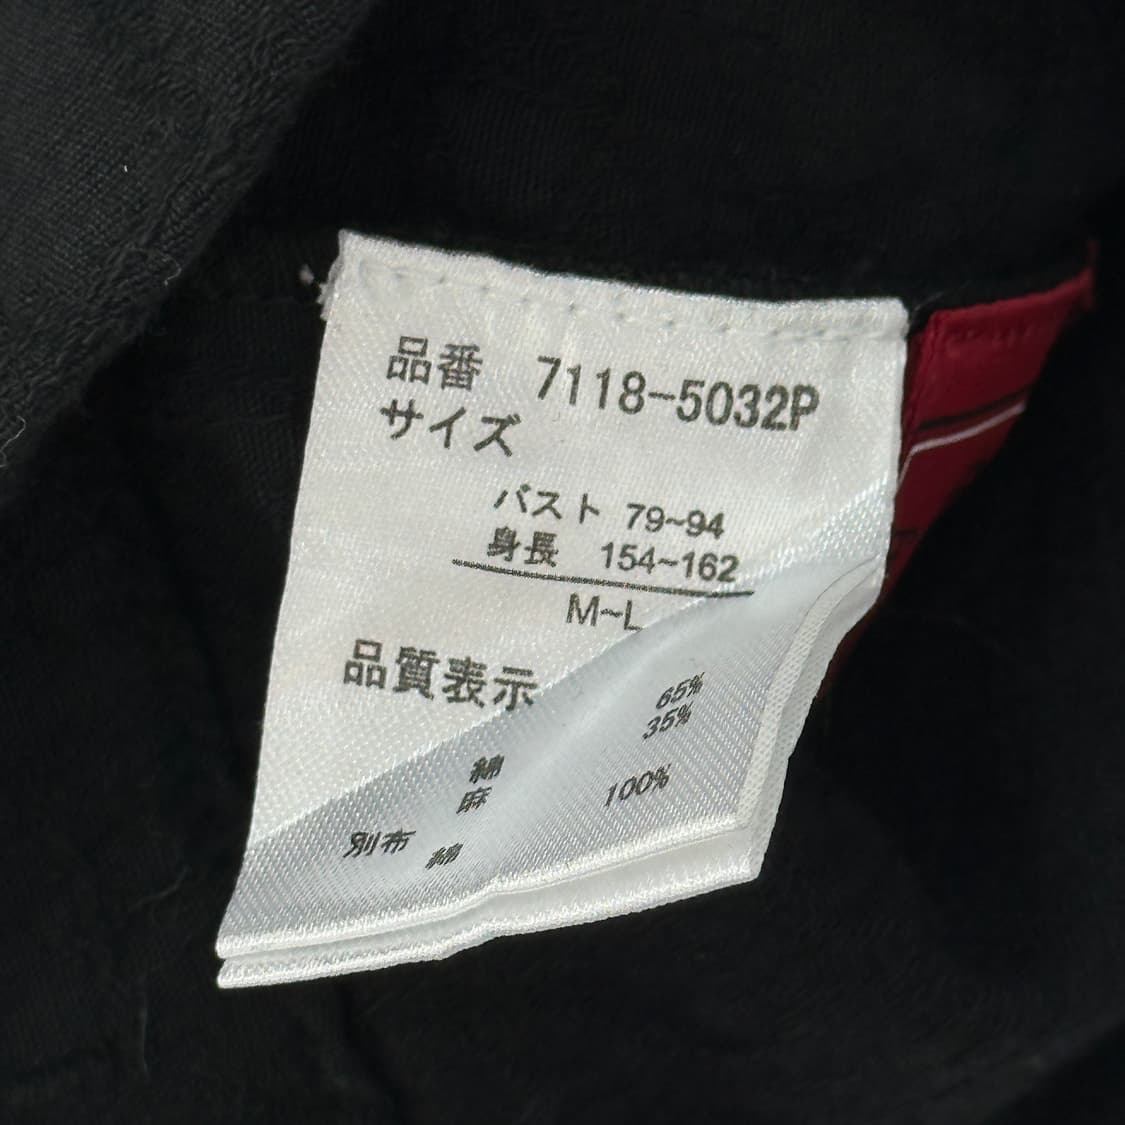 品番 7118-5032P
サイズ
バスト 79~94
身長 154~162
M~L
品質表示
綿 65%
麻 35%
別布 綿 100%